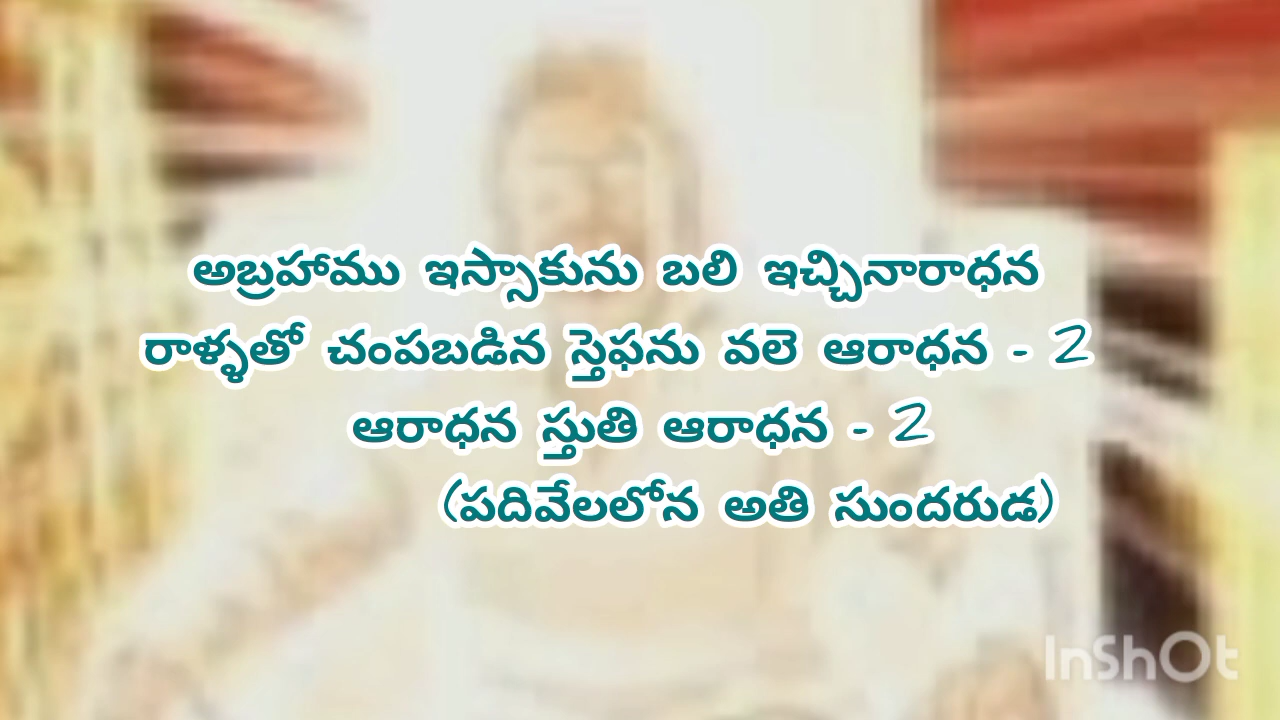 అబ్రహాము ఇస్సాకును బలి ఇచ్చినారాధన
రాళ్ళతో చంపబడిన స్తెఫను వలె ఆరాధన - 2
ఆరాధన స్తుతి ఆరాధన - 2
(పదివేలలోన అతి సుందరుడ)
InShOt